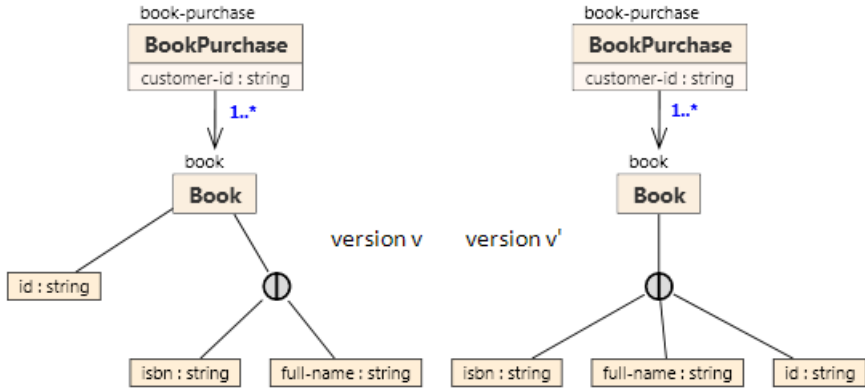 book-purchase
BookPurchase
customer-id : string
1..*
book
Book
id : string
isbn : string
full-name : string
version v
version v'
book-purchase
BookPurchase
customer-id : string
1..*
book
Book
isbn : string
full-name : string
id : string